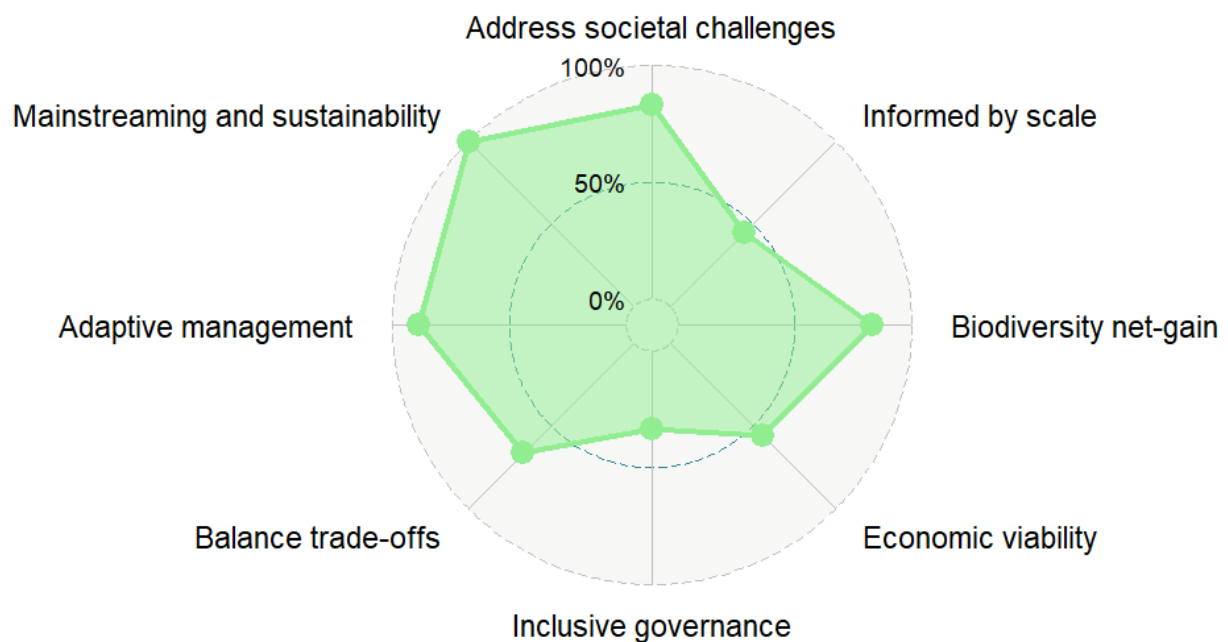 Address societal challenges
100%
Mainstreaming and sustainability
Informed by scale
50%
0%
Adaptive management
Biodiversity net-gain
Balance trade-offs
Economic viability
Inclusive governance